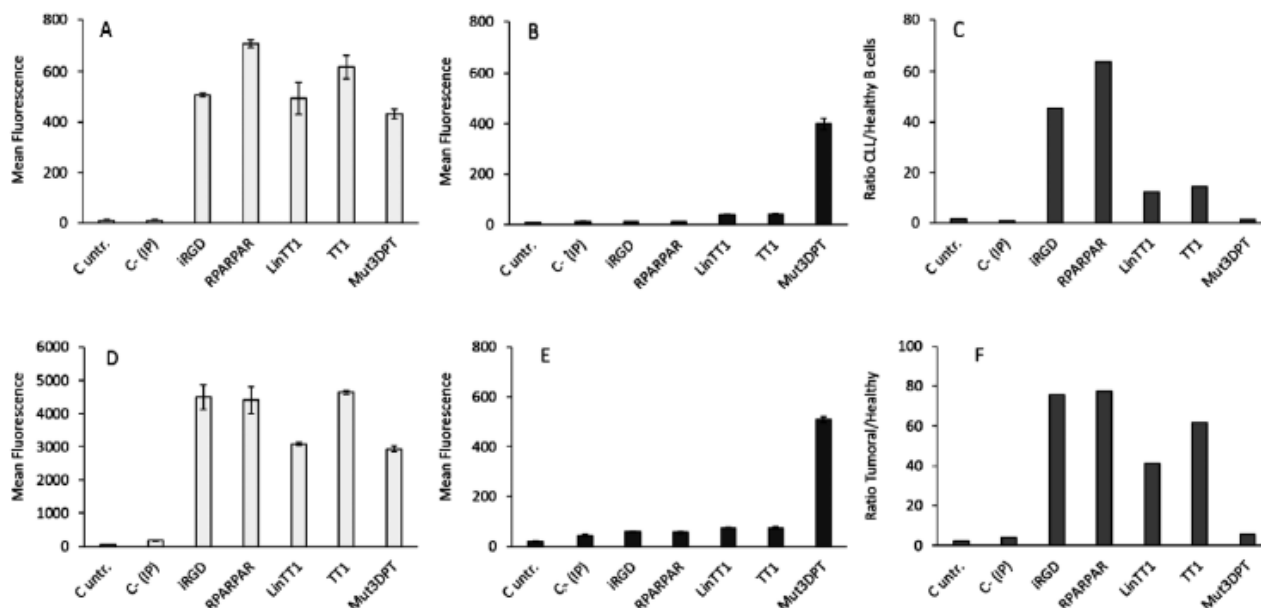 A
Mean Fluorescence
800
600
400
200
0
C untr.
C- (IP)
iRGD
RPARPAR
LinTT1
TT1
Mut3DPT
B
Mean Fluorescence
800
600
400
200
0
C untr.
C- (IP)
iRGD
RPARPAR
LinTT1
TT1
Mut3DPT
C
Ratio CLL/Healthy B cells
80
60
40
20
0
C untr.
C- (IP)
iRGD
RPARPAR
LinTT1
TT1
Mut3DPT
D
Mean Fluorescence
6000
5000
4000
3000
2000
1000
0
C untr.
C- (IP)
iRGD
RPARPAR
LinTT1
TT1
Mut3DPT
E
Mean Fluorescence
800
600
400
200
0
C untr.
C- (IP)
iRGD
RPARPAR
LinTT1
TT1
Mut3DPT
F
Ratio Tumoral/Healthy
100
80
60
40
20
0
C untr.
C- (IP)
iRGD
RPARPAR
LinTT1
TT1
Mut3DPT